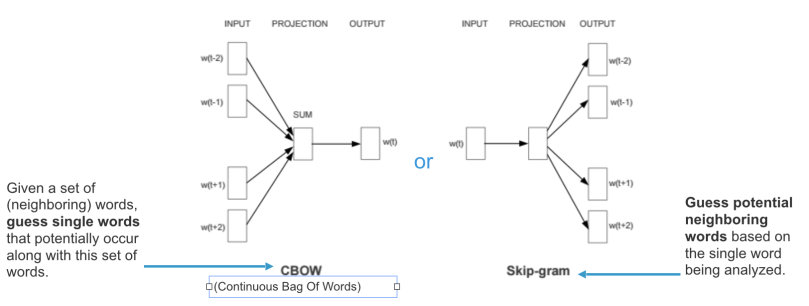 INPUT PROJECTION OUTPUT
w(t-2)
w(t-1)
SUM
w(t)
w(t+1)
w(t+2)
CBOW
(Continuous Bag Of Words)
Given a set of
(neighboring) words,
guess single words
that potentially occur
along with this set of
words.
or
INPUT PROJECTION OUTPUT
w(t-2)
w(t-1)
w(t)
w(t+1)
w(t+2)
Skip-gram
Guess potential
neighboring
words based on
the single word
being analyzed.